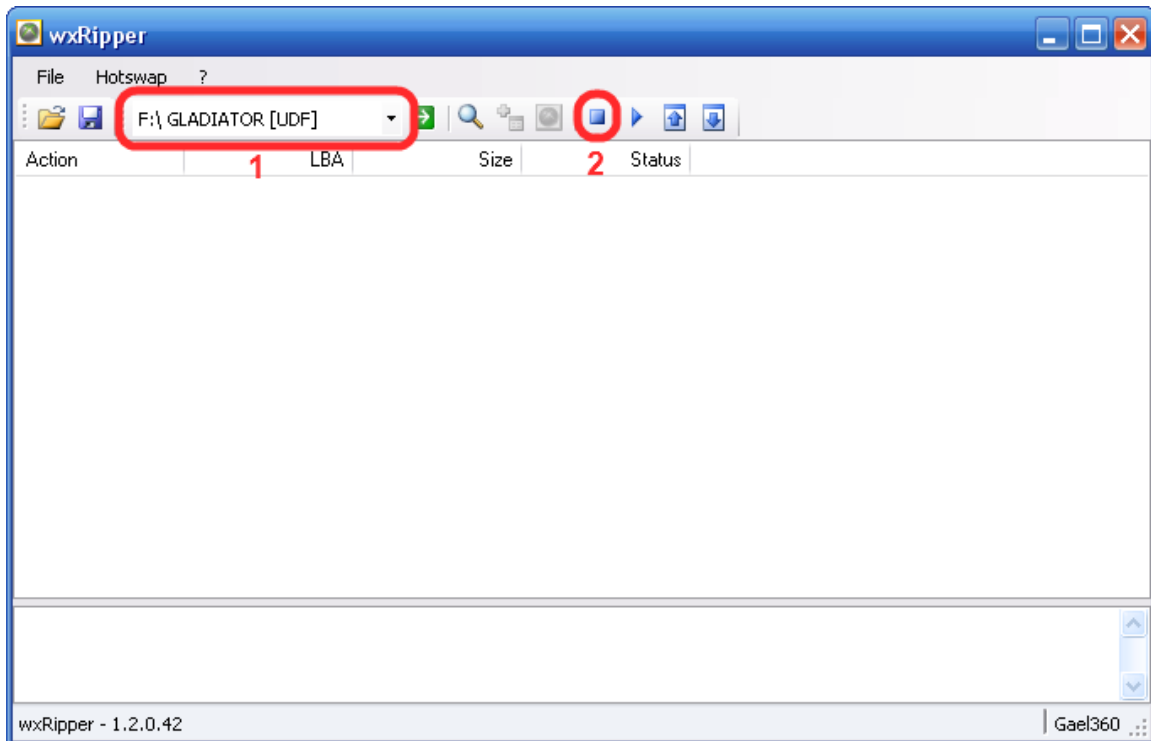 wxRipper
File Hotswap ?
F:\ GLADIATOR [UDF]
Action LBA Size Status
1 2
wxRipper - 1.2.0.42 Gael360